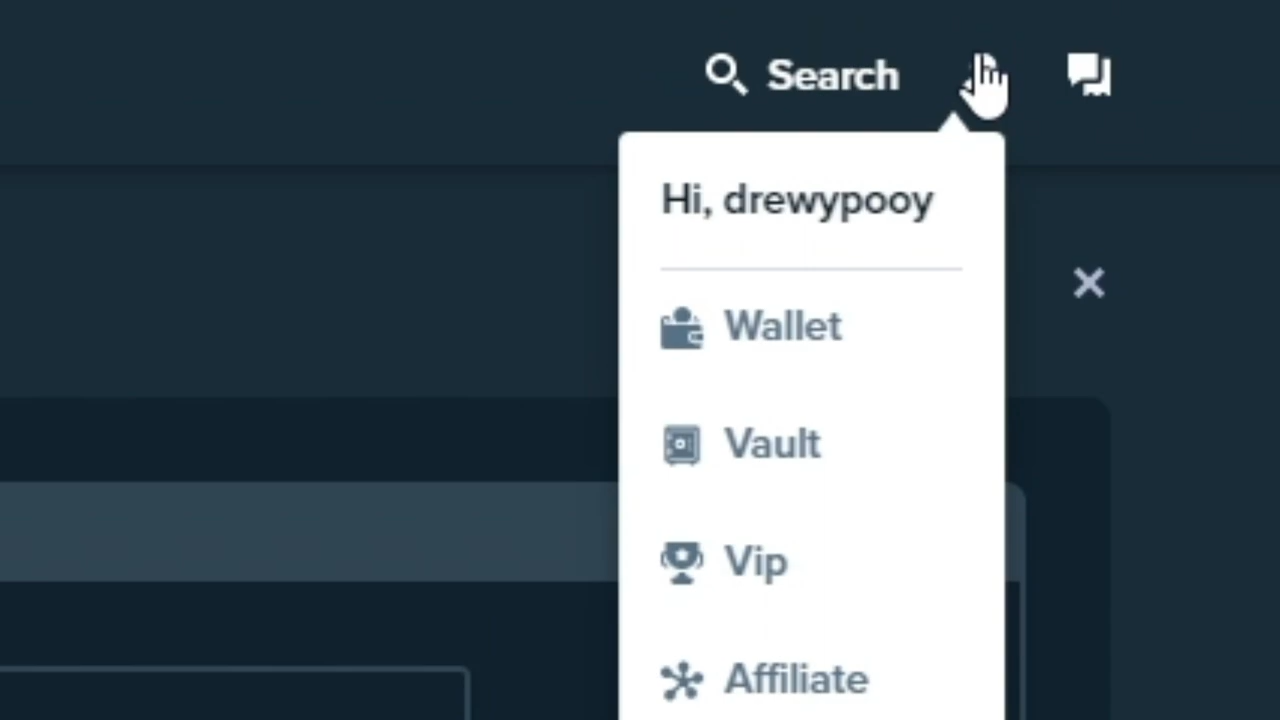 Search
Hi, drewypooy
Wallet
Vault
Vip
Affiliate